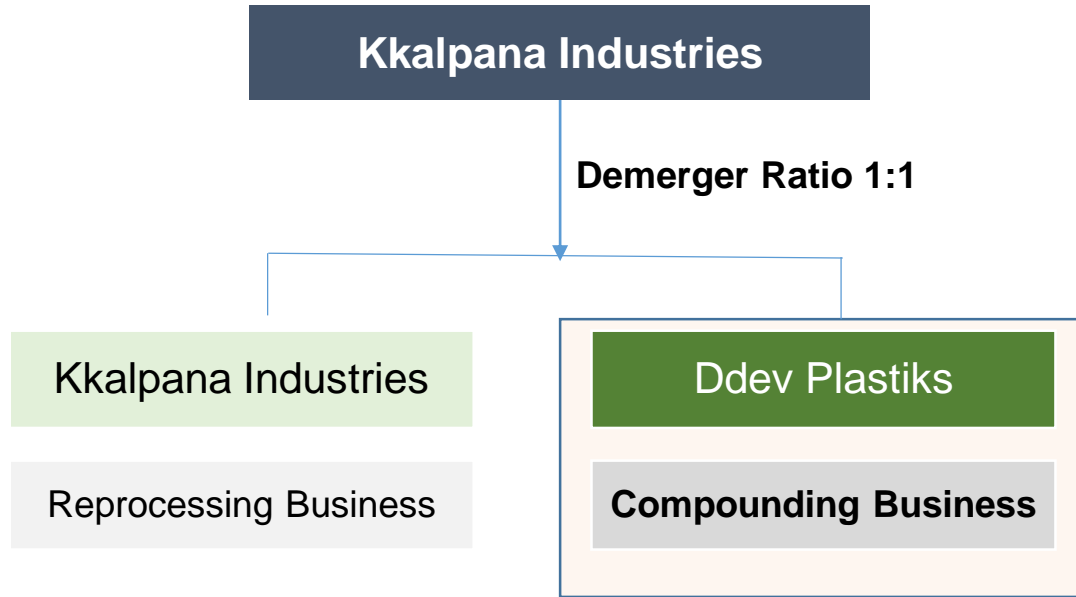 Kkalpana Industries
Demerger Ratio 1:1
Kkalpana Industries
Ddev Plastiks
Reprocessing Business
Compounding Business